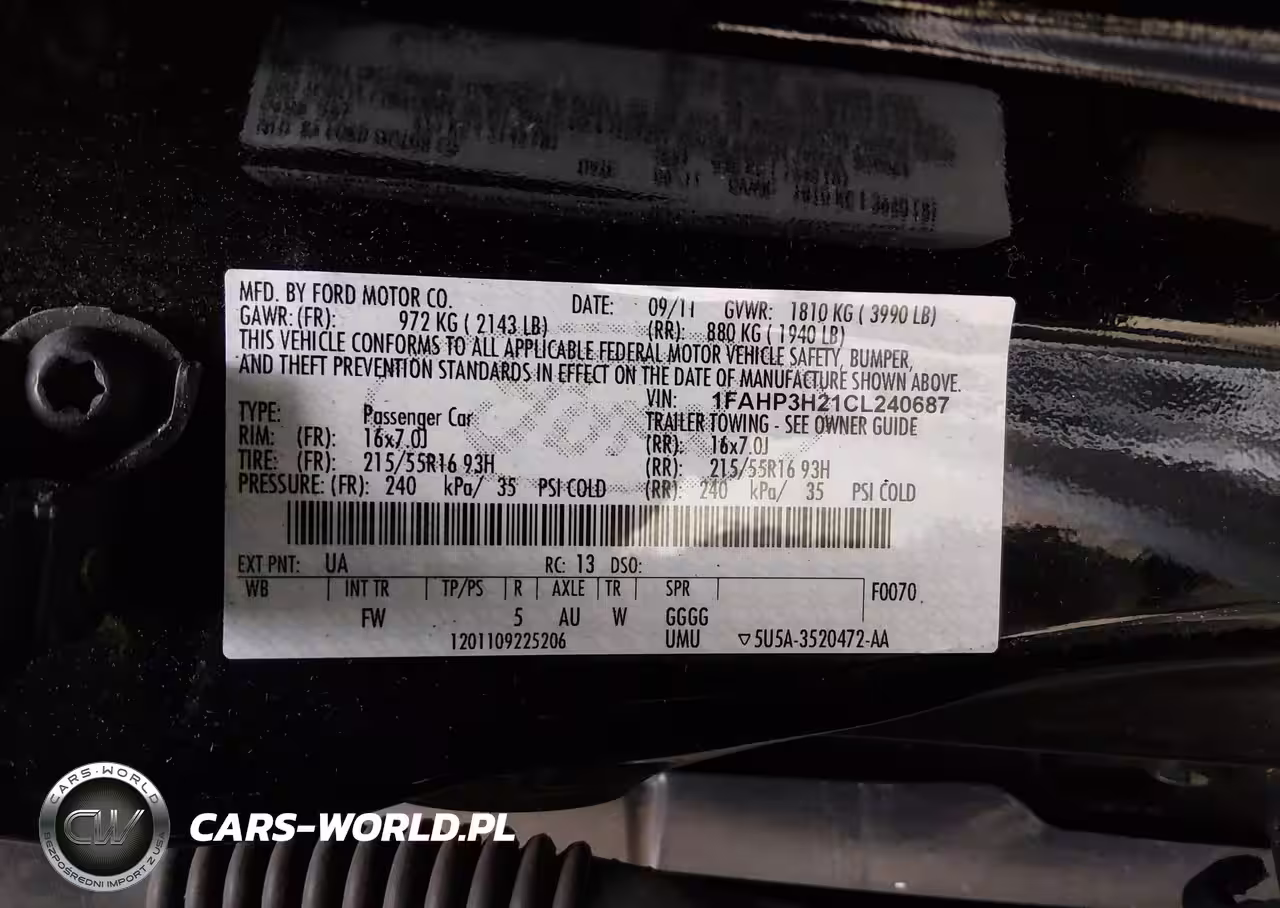 MFD. BY FORD MOTOR CO. DATE: 09/11 GVWR: 1810 KG ( 3990 LB)
GAWR: (FR): 972 KG ( 2143 LB) (RR): 880 KG ( 1940 LB)
THIS VEHICLE CONFORMS TO ALL APPLICABLE FEDERAL MOTOR VEHICLE SAFETY, BUMPER,
AND THEFT PREVENTION STANDARDS IN EFFECT ON THE DATE OF MANUFACTURE SHOWN ABOVE.
VIN: 1FAHP3H21CL240687
TYPE: Passenger Car TRAILER TOWING - SEE OWNER GUIDE
RIM: (FR): 16x7.0J (RR): 16x7.0J
TIRE: (FR): 215/55R16 93H (RR): 215/55R16 93H
PRESSURE: (FR): 240 kPa/ 35 PSI COLD (RR): 240 kPa/ 35 PSI COLD
EXT PNT: UA RC: 13 DSO:
WB INT TR TP/PS R AXLE TR SPR F0070
FW 5 AU W GGGG
1201109225206 UMU ▽5U5A-3520472-AA
CARS-WORLD
CW
BEZPOŚREDNI IMPORT Z USA
CARS-WORLD.PL